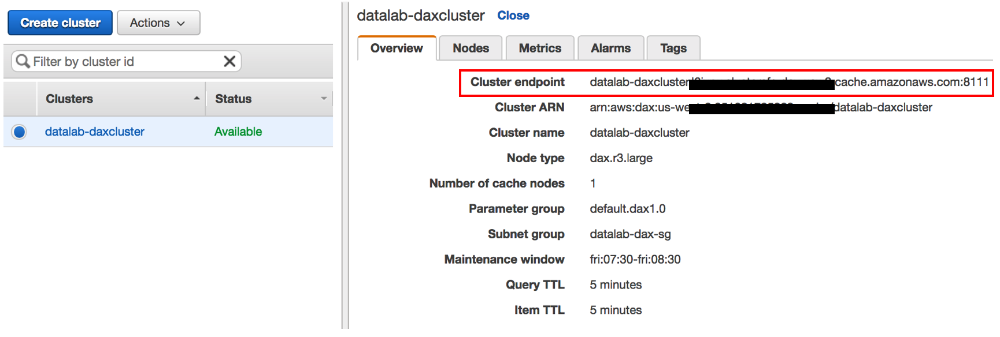 Create cluster
Actions
Filter by cluster id
Clusters
Status
datalab-daxcluster
Available
datalab-daxcluster Close
Overview
Nodes
Metrics
Alarms
Tags
Cluster endpoint datalab-daxcluster cache.amazonaws.com:8111
Cluster ARN arn:aws:dax:us-we /datalab-daxcluster
Cluster name datalab-daxcluster
Node type dax.r3.large
Number of cache nodes 1
Parameter group default.dax1.0
Subnet group datalab-dax-sg
Maintenance window fri:07:30-fri:08:30
Query TTL 5 minutes
Item TTL 5 minutes